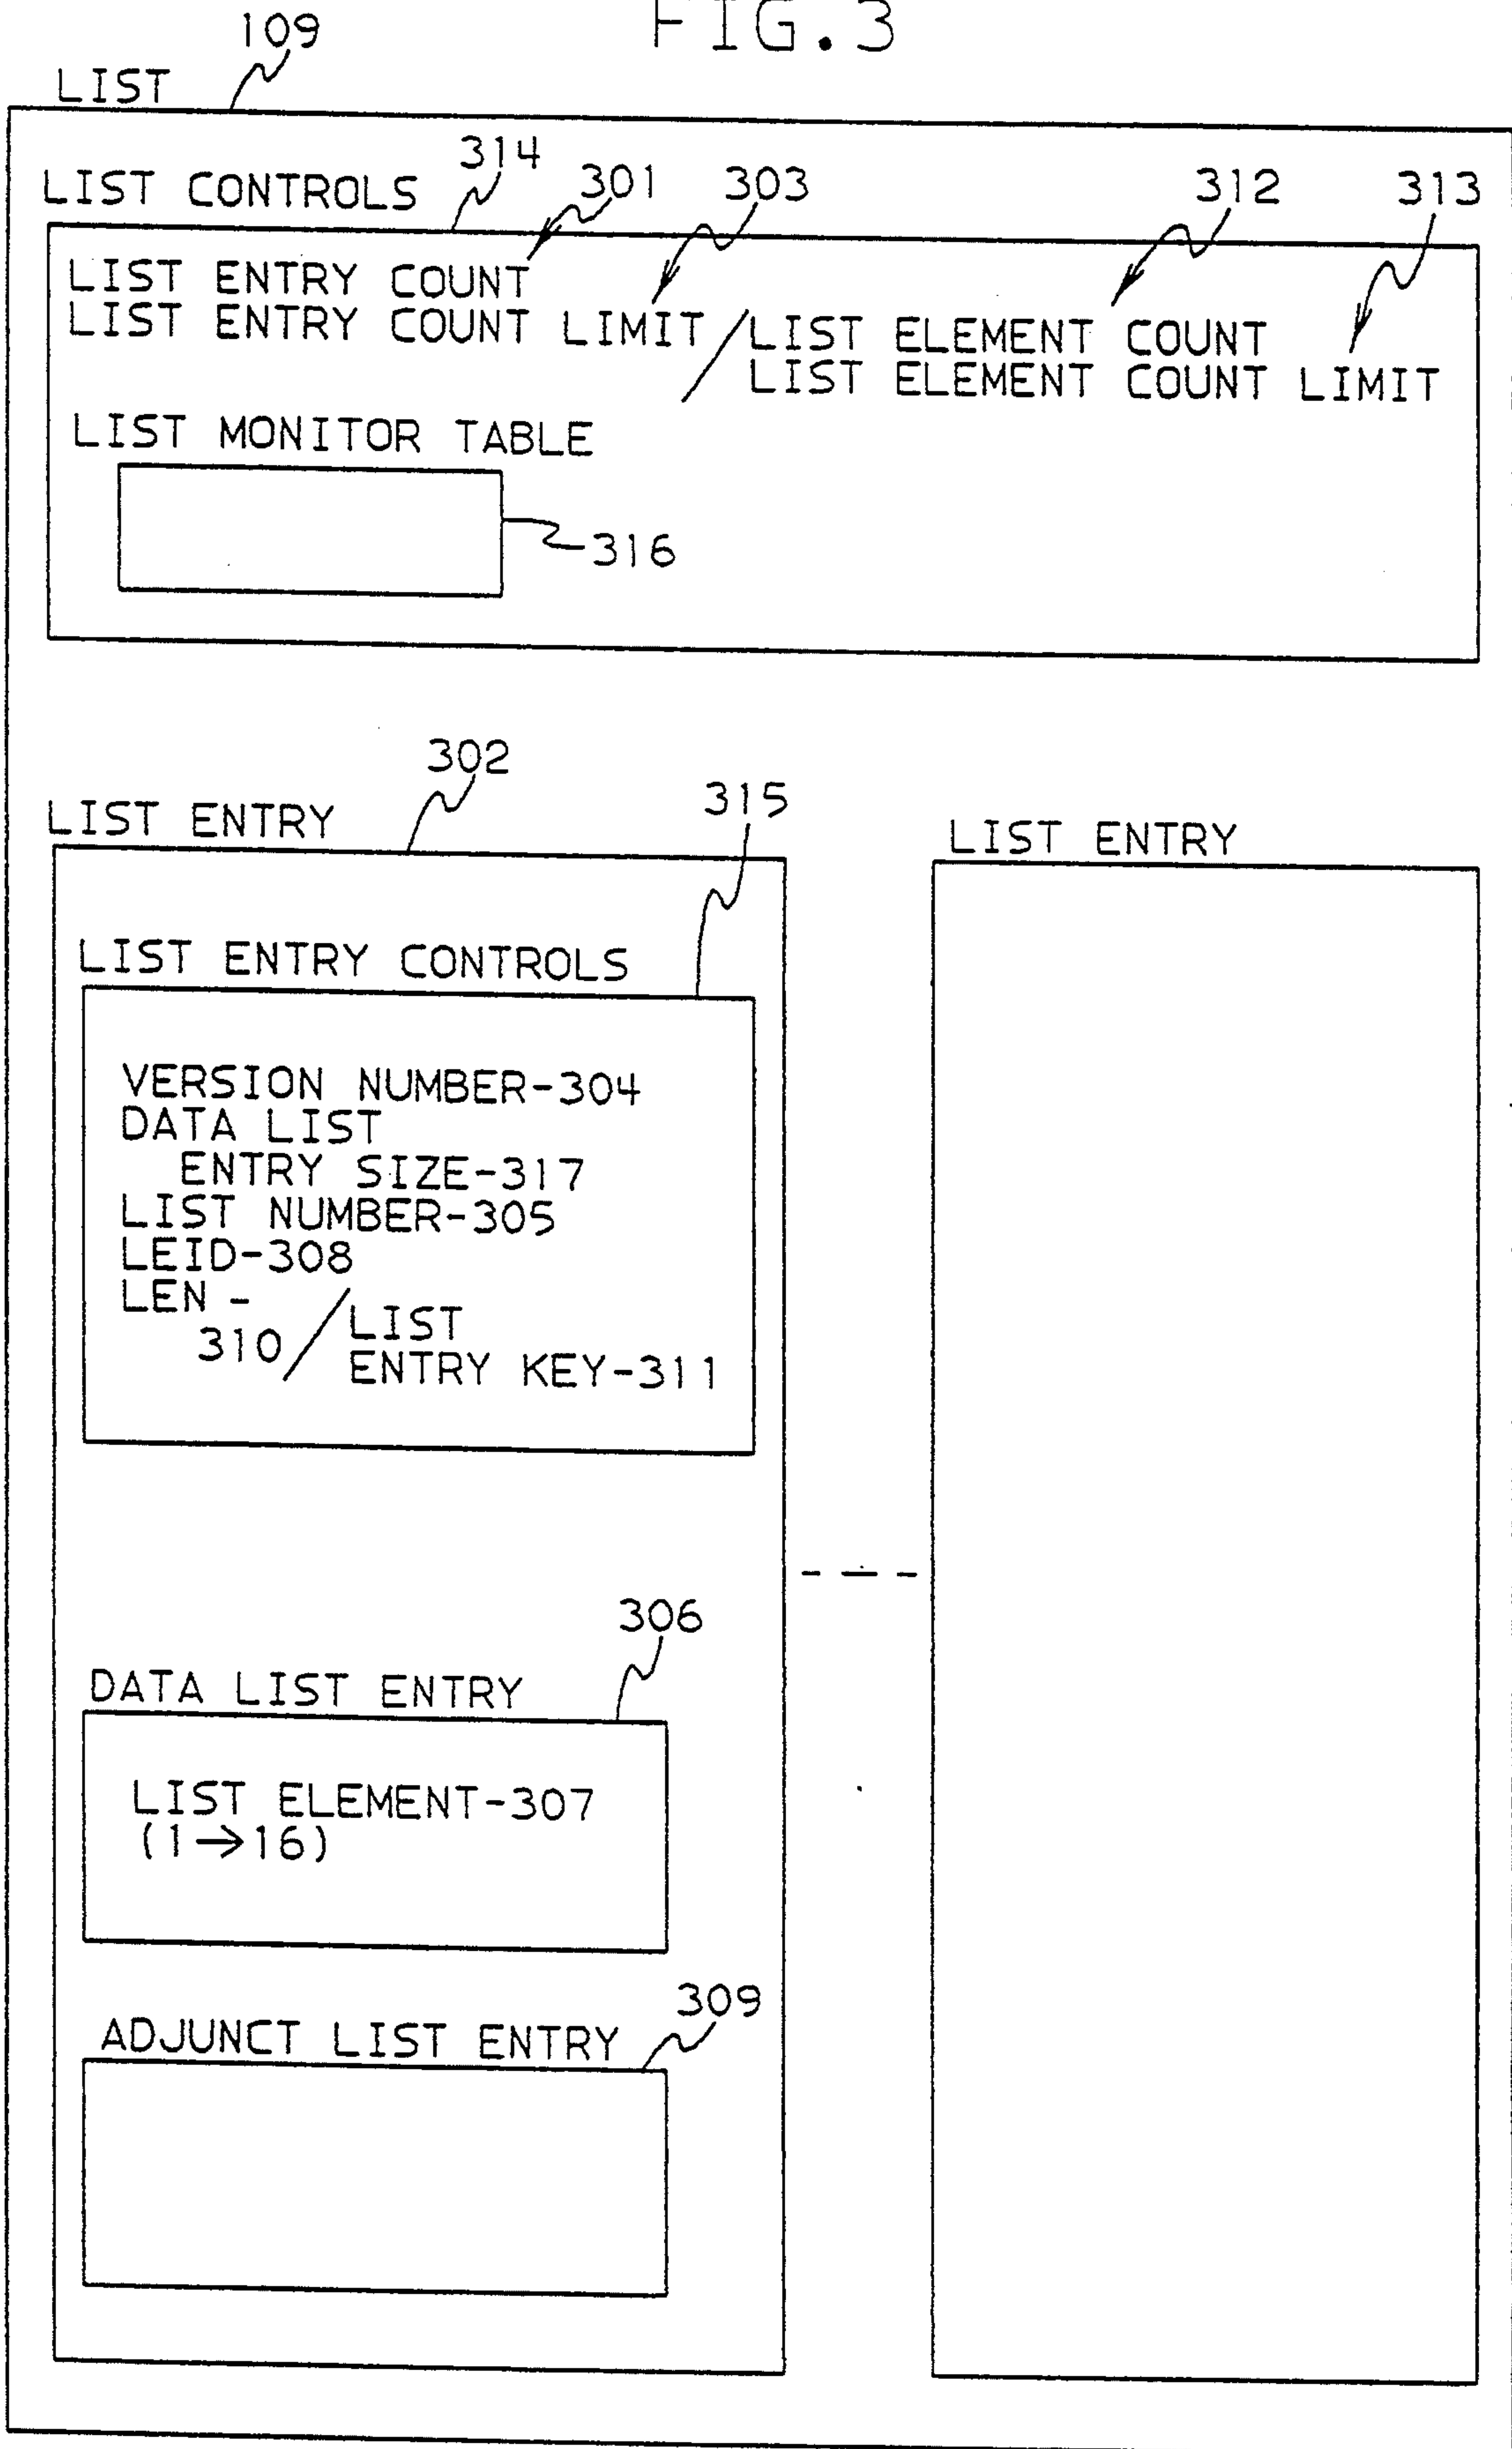 FIG.3
109
LIST
314
301
303
312
313
LIST CONTROLS
LIST ENTRY COUNT
LIST ENTRY COUNT LIMIT / LIST ELEMENT COUNT
LIST ELEMENT COUNT LIMIT
LIST MONITOR TABLE
316
302
315
LIST ENTRY
LIST ENTRY
LIST ENTRY CONTROLS
VERSION NUMBER-304
DATA LIST
ENTRY SIZE-317
LIST NUMBER-305
LEID-308
LEN -
310 / LIST
ENTRY KEY-311
306
DATA LIST ENTRY
LIST ELEMENT-307
(1→16)
309
ADJUNCT LIST ENTRY